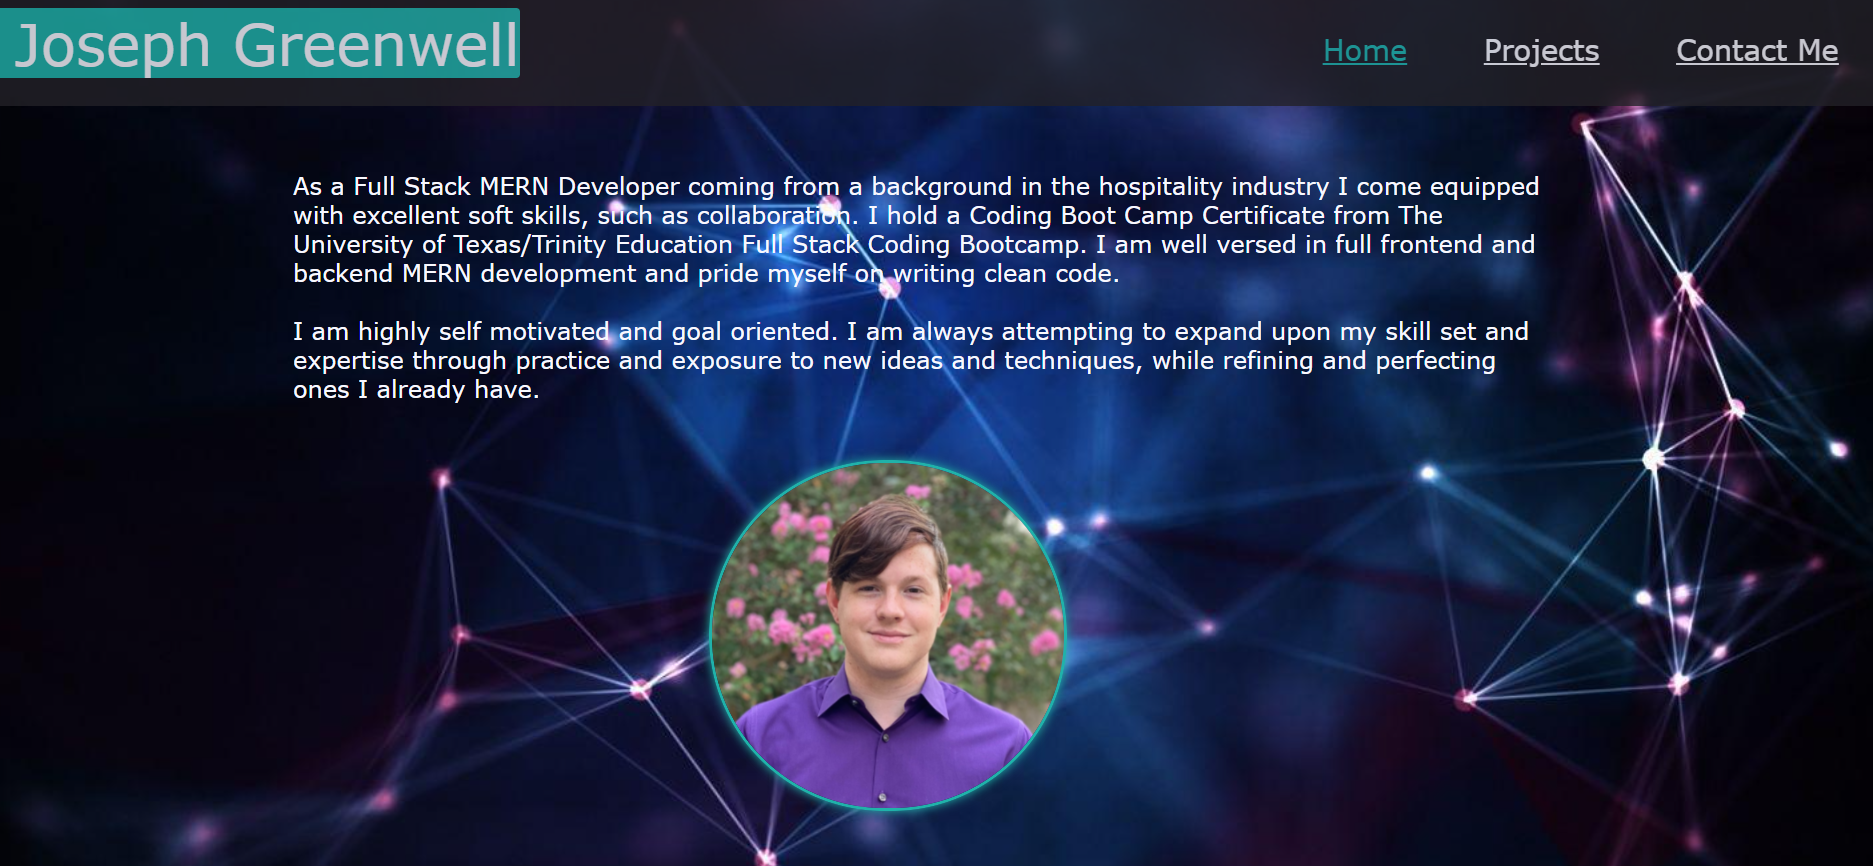 Joseph Greenwell
Home Projects Contact Me
As a Full Stack MERN Developer coming from a background in the hospitality industry I come equipped
with excellent soft skills, such as collaboration. I hold a Coding Boot Camp Certificate from The
University of Texas/Trinity Education Full Stack Coding Bootcamp. I am well versed in full frontend and
backend MERN development and pride myself on writing clean code.
I am highly self motivated and goal oriented. I am always attempting to expand upon my skill set and
expertise through practice and exposure to new ideas and techniques, while refining and perfecting
ones I already have.